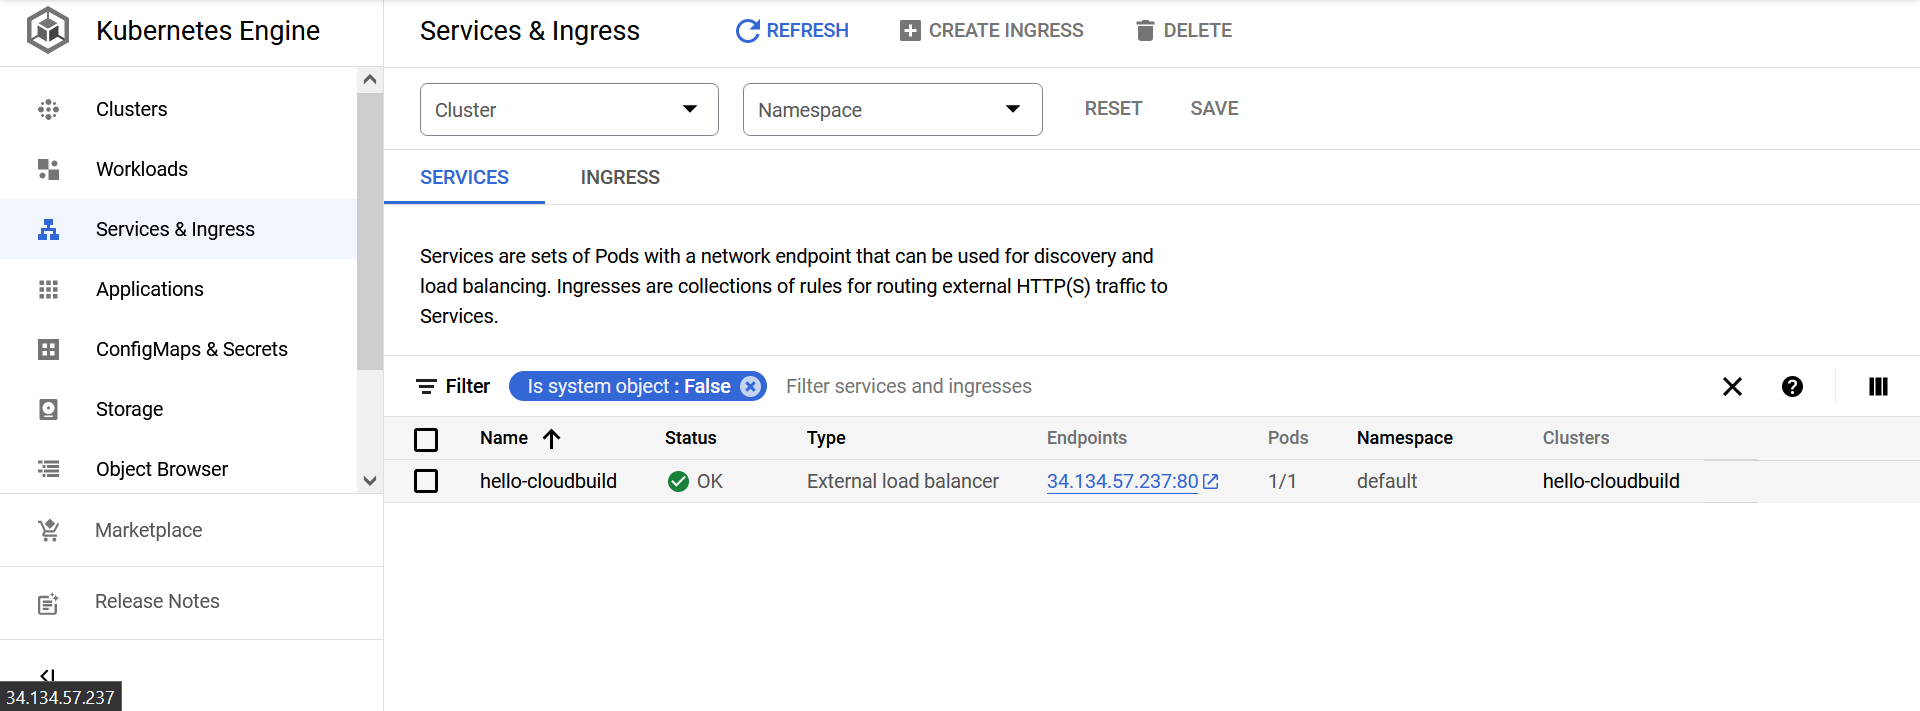 Kubernetes Engine
Clusters
Workloads
Services & Ingress
Applications
ConfigMaps & Secrets
Storage
Object Browser
Marketplace
Release Notes
34.134.57.237
Services & Ingress
REFRESH
CREATE INGRESS
DELETE
Cluster
Namespace
RESET
SAVE
SERVICES
INGRESS
Services are sets of Pods with a network endpoint that can be used for discovery and
load balancing. Ingresses are collections of rules for routing external HTTP(S) traffic to
Services.
Filter Is system object : False Filter services and ingresses
Name Status Type Endpoints Pods Namespace Clusters
hello-cloudbuild OK External load balancer 34.134.57.237:80 1/1 default hello-cloudbuild